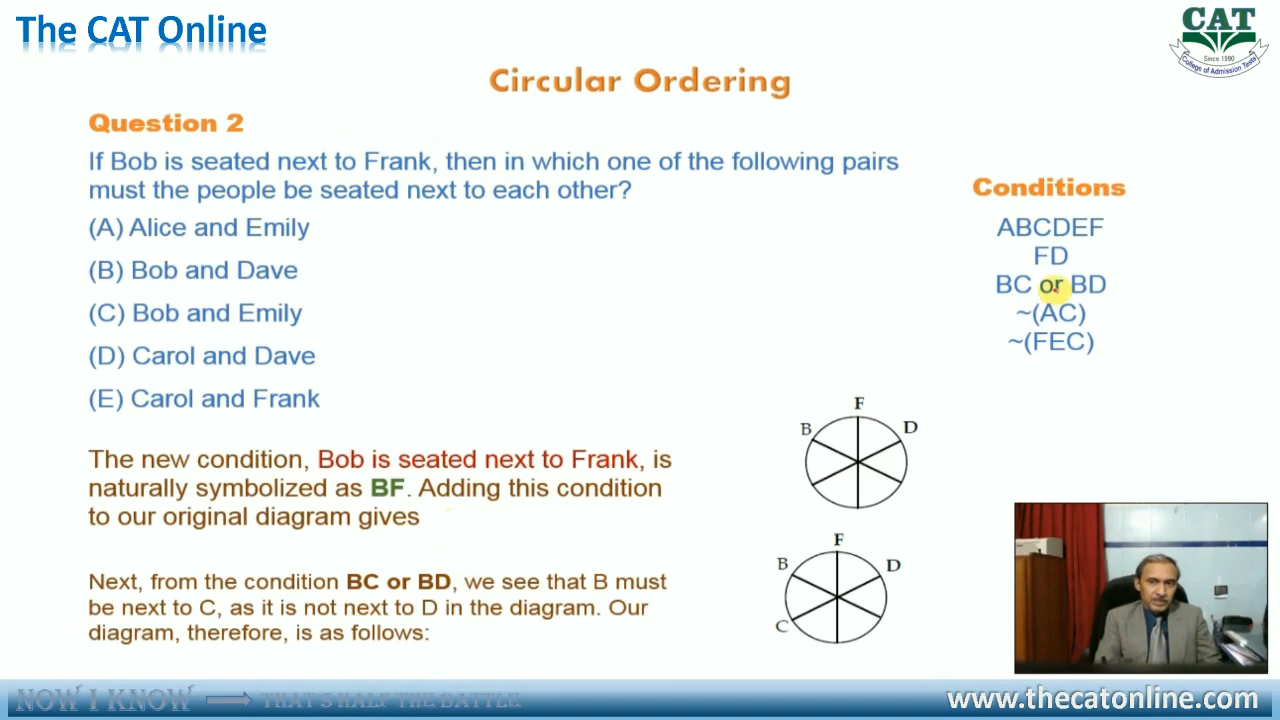 The CAT Online
CAT
Since 1990
College of Admission Tests
Circular Ordering
Question 2
If Bob is seated next to Frank, then in which one of the following pairs
must the people be seated next to each other?
(A) Alice and Emily
(B) Bob and Dave
(C) Bob and Emily
(D) Carol and Dave
(E) Carol and Frank
Conditions
ABCDEF
FD
BC or BD
~(AC)
~(FEC)
The new condition, Bob is seated next to Frank, is
naturally symbolized as BF. Adding this condition
to our original diagram gives
F
B
D
Next, from the condition BC or BD, we see that B must
be next to C, as it is not next to D in the diagram. Our
diagram, therefore, is as follows:
F
B
D
C
NOW I KNOW
THAT'S HALF THE BATTLE
www.thecatonline.com